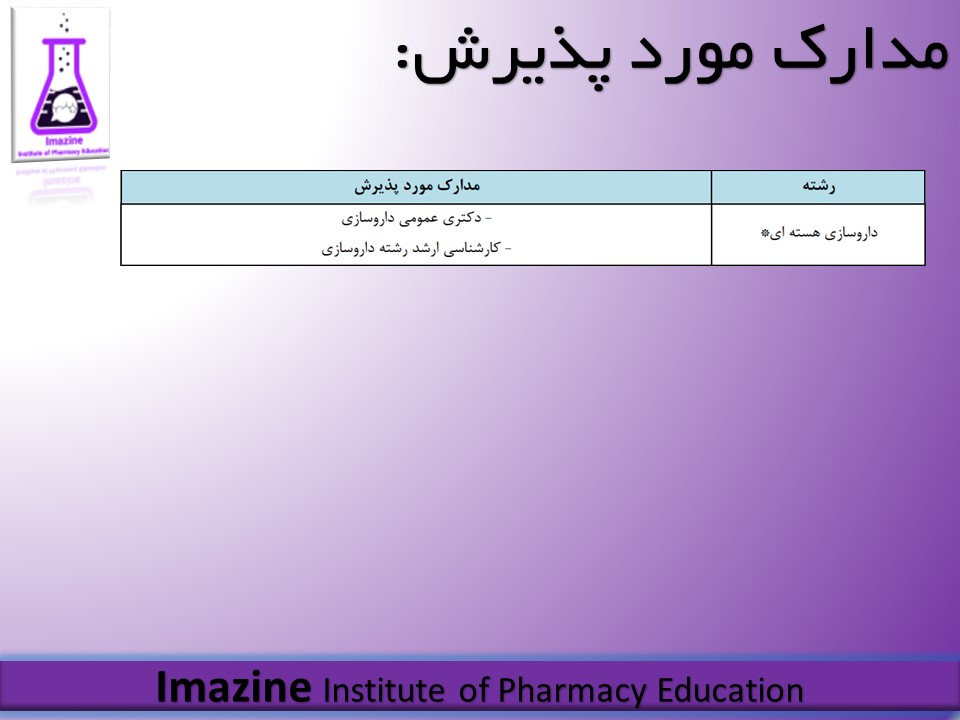 مدارک مورد پذیرش:
Imazine
Institute of Pharmacy Education
رشته
مدارک مورد پذیرش
داروسازی هسته ای*
- دکتری عمومی داروسازی
- کارشناسی ارشد رشته داروسازی
Imazine Institute of Pharmacy Education